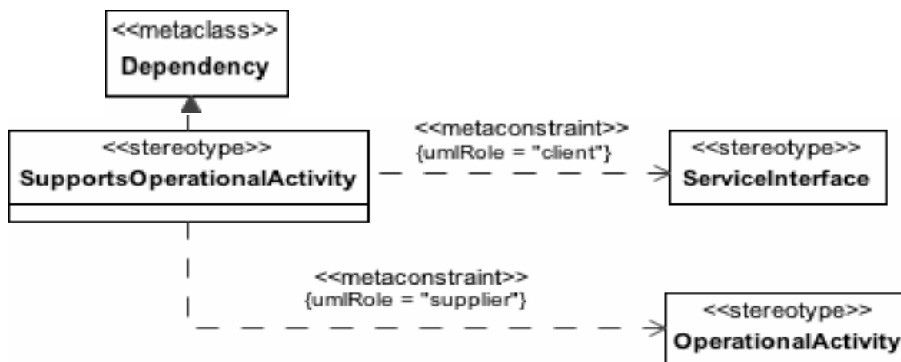 <<metaclass>>
Dependency
<<stereotype>>
SupportsOperationalActivity
<<metaconstraint>>
{umlRole = "client"}
<<stereotype>>
ServiceInterface
<<metaconstraint>>
{umlRole = "supplier"}
<<stereotype>>
OperationalActivity